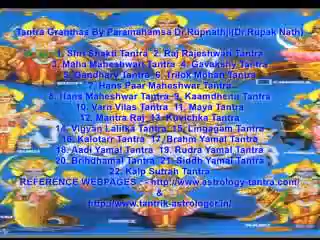 Tantra Granthas By Paramahamsa Dr.Rupnathji(Dr.Rupak Nath)
1. Shri Shakti Tantra 2. Raj Rajeshwari Tantra
3. Maha Maheshwari Tantra 4. Gavakshy Tantra
5. Gandharv Tantra 6. Trilok Mohan Tantra
7. Hans Paar Maheshwar Tantra
8. Hans Maheshwar Tantra 9. Kaamdhenu Tantra
10. Varn Vilas Tantra 11. Maya Tantra
12. Mantra Raj 13. Kuvichka Tantra
14. Vigyan Lalitka Tantra 15. Lingagam Tantra
16. Kalotarr Tantra 17. Brahm Yamal Tantra
18. Aadi Yamal Tantra 19. Rudra Yamal Tantra
20. Brihdhamal Tantra 21. Siddh Yamal Tantra
22. Kalp Sutrah Tantra
REFERENCE WEBPAGES :- http://www.astrology-tantra.com/
&
http://www.tantrik-astrologer.in/